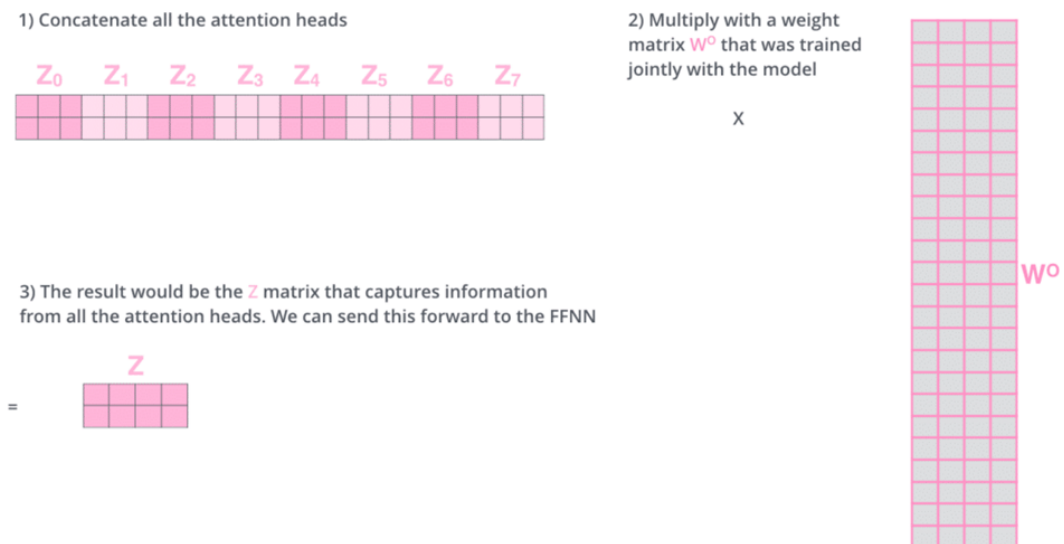 1) Concatenate all the attention heads
Z0 Z1 Z2 Z3 Z4 Z5 Z6 Z7
2) Multiply with a weight
matrix W^O that was trained
jointly with the model
X
W^O
3) The result would be the Z matrix that captures information
from all the attention heads. We can send this forward to the FFNN
Z
=